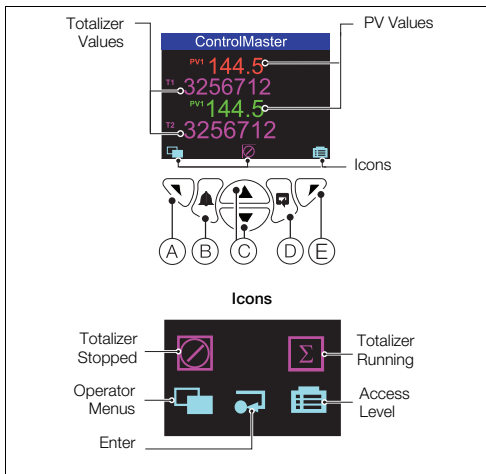 Totalizer
Values
PV Values
ControlMaster
PV1 144.5
T1 3256712
PV1 144.5
T2 3256712
Icons
A B C D E
Icons
Totalizer
Stopped
Σ
Totalizer
Running
Operator
Menus
Access
Level
Enter